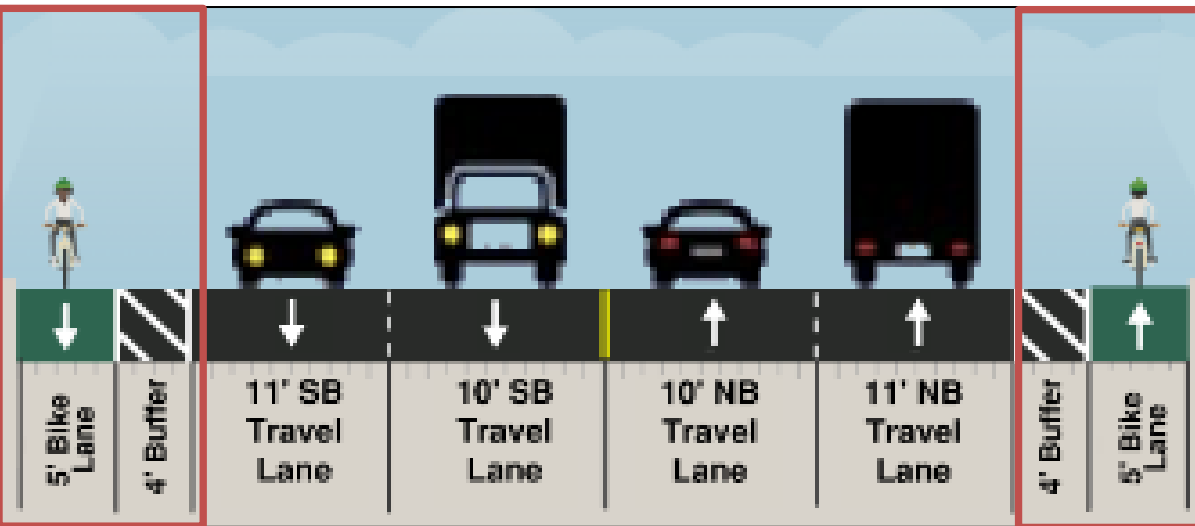 5' Bike
Lane
4' Buffer
11' SB
Travel
Lane
10' SB
Travel
Lane
10' NB
Travel
Lane
11' NB
Travel
Lane
4' Buffer
5' Bike
Lane